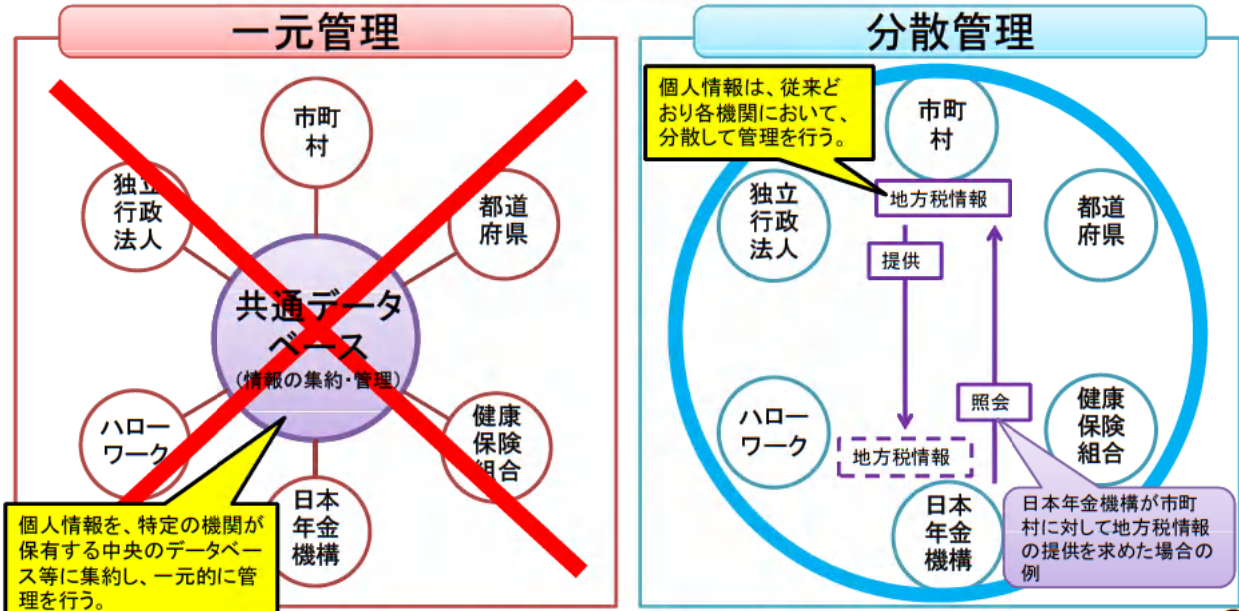 一元管理
市町
村
独立
行政
法人
都道
府県
共通データ
ベース
(情報の集約・管理)
ハロー
ワーク
健康
保険
組合
日本
年金
機構
個人情報を、特定の機関が
保有する中央のデータベー
ス等に集約し、一元的に管
理を行う。
分散管理
個人情報は、従来ど
おり各機関において、
分散して管理を行う。
市町
村
地方税情報
独立
行政
法人
都道
府県
提供
照会
ハロー
ワーク
健康
保険
組合
地方税情報
日本
年金
機構
日本年金機構が市町
村に対して地方税情報
の提供を求めた場合の
例